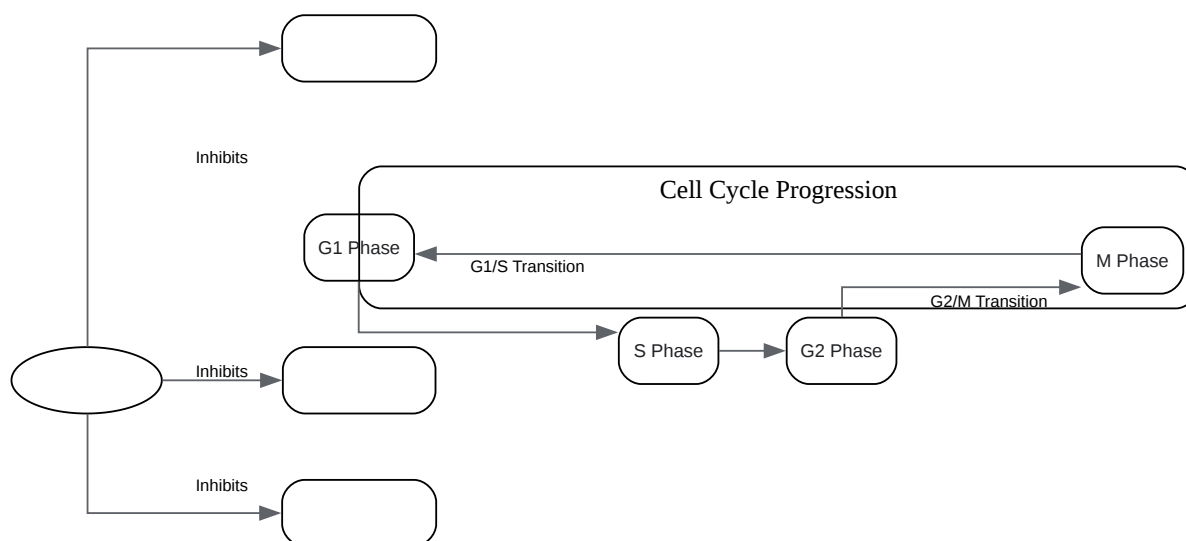 Inhibits
Cell Cycle Progression
G1 Phase
M Phase
G1/S Transition
G2/M Transition
S Phase
G2 Phase
Inhibits
Inhibits